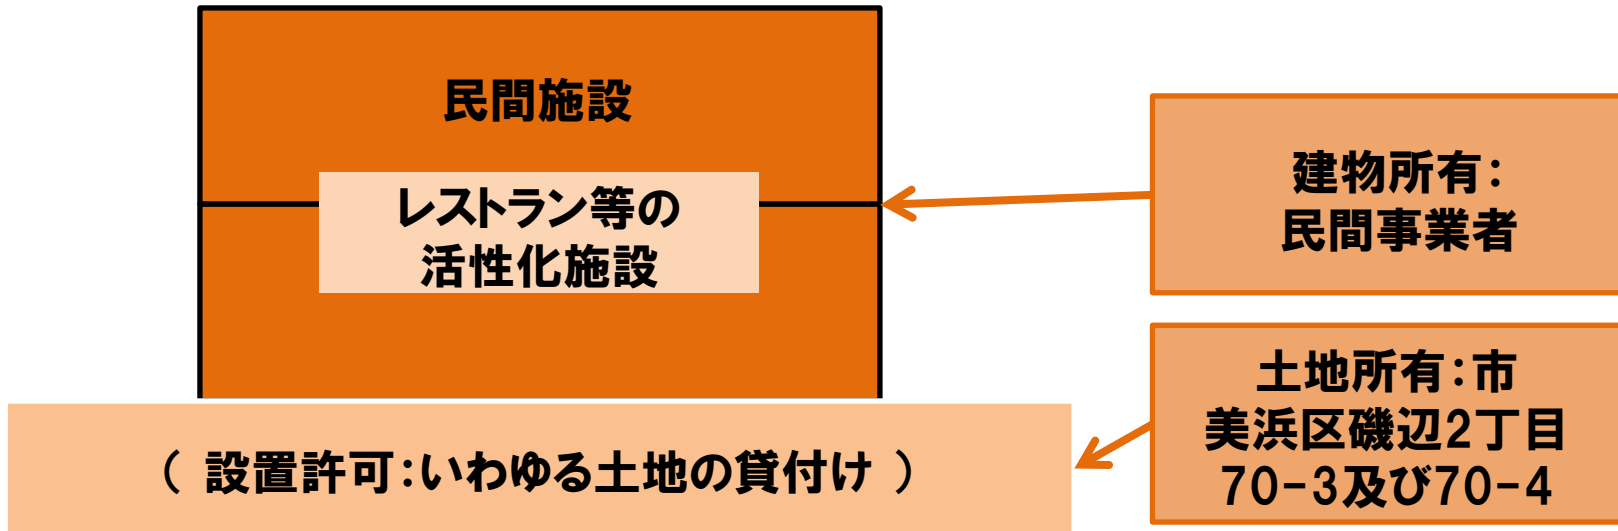 民間施設
レストラン等の
活性化施設
建物所有：
民間事業者
土地所有：市
美浜区磯辺2丁目
70-3及び70-4
（ 設置許可：いわゆる土地の貸付け ）